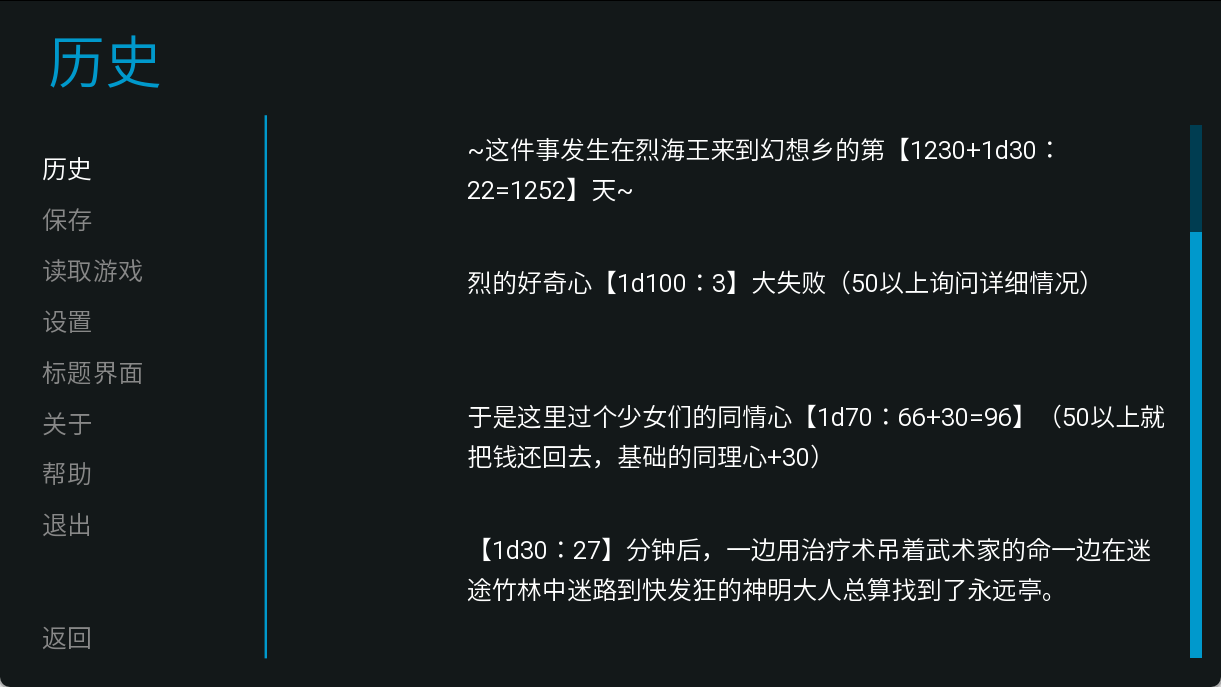 历史
历史
保存
读取游戏
设置
标题界面
关于
帮助
退出
返回
~这件事发生在烈海王来到幻想乡的第【1230+1d30：
22=1252】天~
烈的好奇心【1d100：3】大失败（50以上询问详细情况）
于是这里过个少女们的同情心【1d70：66+30=96】（50以上就
把钱还回去，基础的同理心+30）
【1d30：27】分钟后，一边用治疗术吊着武术家的命一边在迷
途竹林中迷路到快发狂的神明大人总算找到了永远亭。